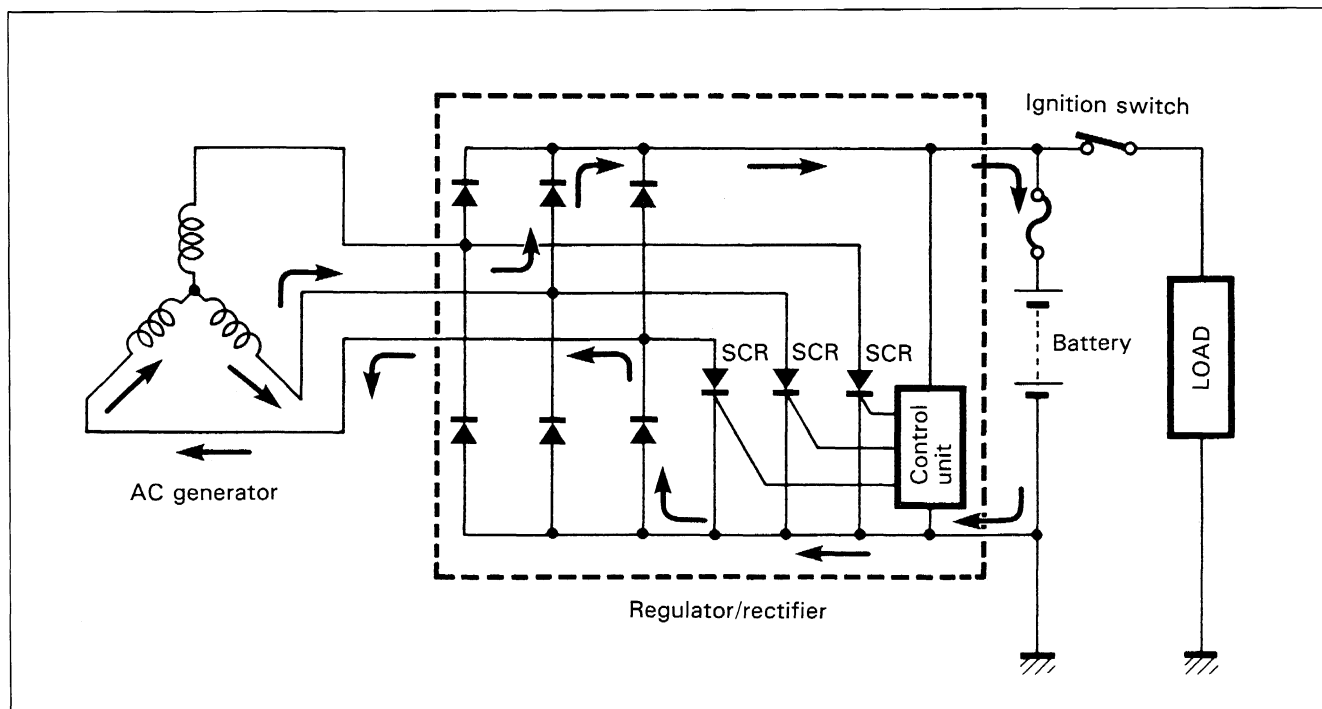 Ignition switch
SCR
SCR
SCR
Battery
LOAD
Control
unit
AC generator
Regulator/rectifier